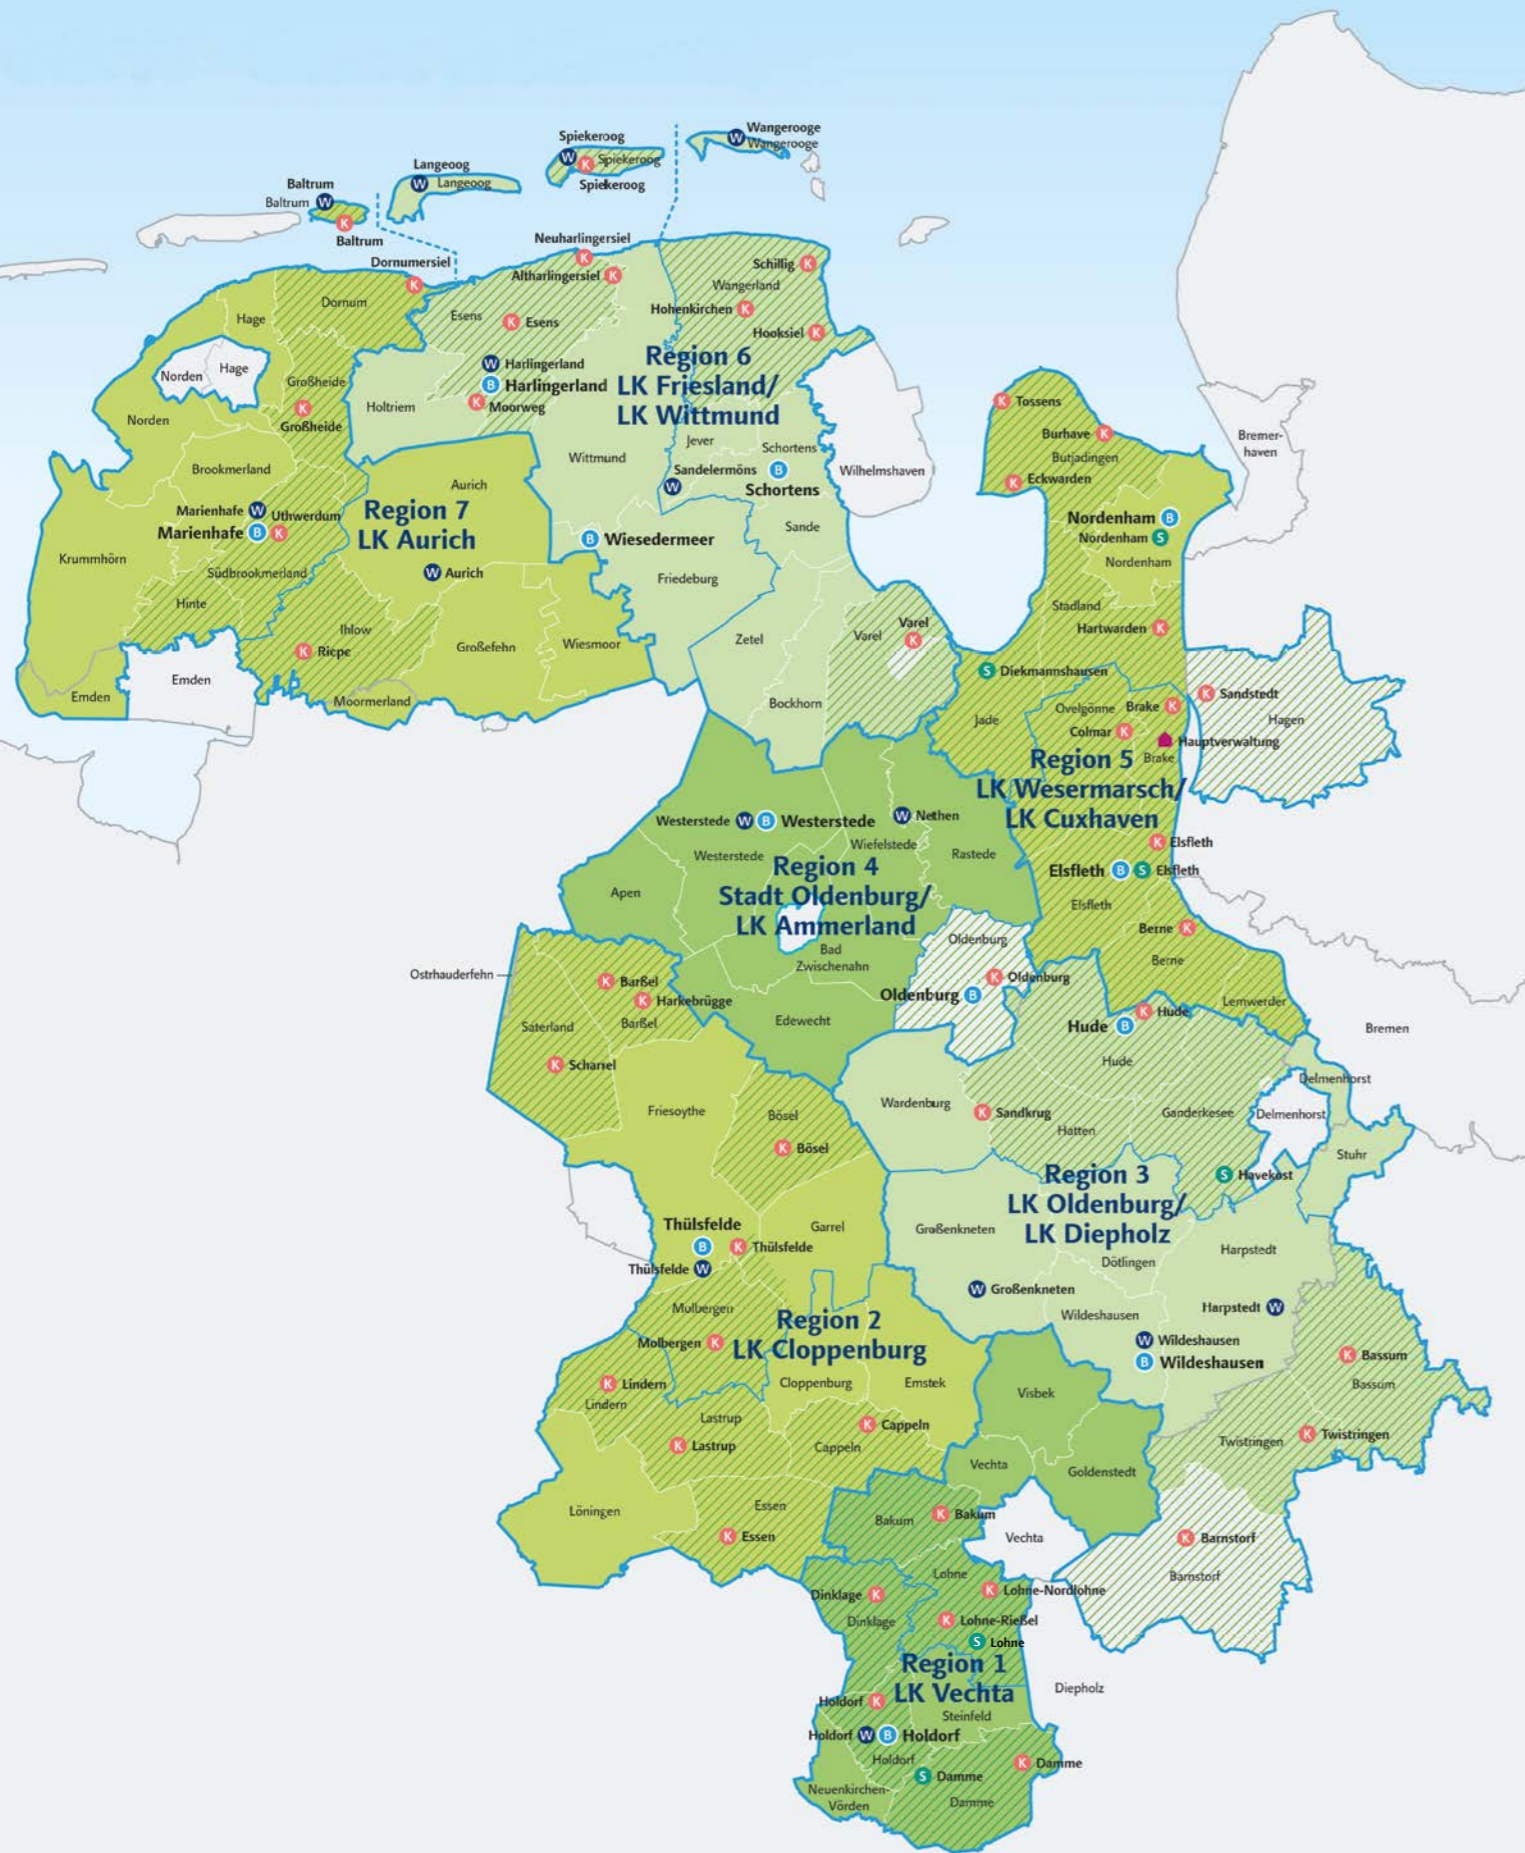 Wangerooge
W Wangerooge
Spiekeroog
W K Spiekeroog
Spiekeroog
Langeoog
W Langeoog
Baltrum
Baltrum W
K
Baltrum
Neuharlingersiel
K
Altharlingersiel K
Dornumersiel
K
Schillig K
Wangerland
Hohenkirchen K
Hooksiel K
Esens K Esens
Dornum
Hage
Norden Hage
Großheide
K
Großheide
Norden
W Harlingerland
B Harlingerland
K Moorweg
Holtriem
Region 6
LK Friesland/
LK Wittmund
Jever
Schortens
Wittmund
Sandelermöns B
W
Schortens
Wilhelmshaven
Sande
B Wiesedermeer
Friedeburg
Zetel
Varel
Varel
K
Bockhorn
Brookmerland
Aurich
Region 7
LK Aurich
Marienhafe W
Uthwerdum
Marienhafe B K
W Aurich
Krummhörn
Südbrookmerland
Hinte
Ihlow
K Riepe
Großefehn
Wiesmoor
Emden
Emden
Moormerland
K Tossens
Burhave K
Butjadingen
K Eckwarden
Bremer-
haven
Nordenham B
Nordenham S
Nordenham
Stadland
Hartwarden K
S Diekmannshausen
K Sandstedt
Hagen
Ovelgönne
Brake K
Jade
Colmar K
Hauptverwaltung
Brake
Region 5
LK Wesermarsch/
LK Cuxhaven
K Elsfleth
Elsfleth B S Elsfleth
Elsfleth
Berne K
Berne
Lemwerder
Bremen
Westerstede W B Westerstede
W Nethen
Wiefelstede
Westerstede
Rastede
Region 4
Stadt Oldenburg/
LK Ammerland
Apen
Bad
Zwischenahn
Edewecht
Oldenburg
K Oldenburg
Oldenburg B
Ostrhauderfehn
K Barßel
K Harkebrügge
Barßel
Saterland
K Scharrel
Friesoythe
Bösel
K Bösel
K Hude
Hude B
Hude
Wardenburg
K Sandkrug
Hatten
Ganderkesee
Delmenhorst
Delmenhorst
Stuhr
S Havekost
Region 3
LK Oldenburg/
LK Diepholz
Großenkneten
Dötlingen
Harpstedt
W Großenkneten
Wildeshausen
Harpstedt W
W Wildeshausen
B Wildeshausen
K Bassum
Bassum
Twistringen
K Twistringen
K Barnstorf
Barnstorf
Garrel
Thülsfelde
B K Thülsfelde
Thülsfelde W
Molbergen
Molbergen K
Region 2
LK Cloppenburg
Cloppenburg
Emstek
K Lindern
Lindern
Lastrup
K Lastrup
K Cappeln
Cappeln
Löningen
Essen
K Essen
Visbek
Vechta
Goldenstedt
Bakum
K Bakum
Vechta
Lohne
K Lohne-Nordlohne
Dinklage K
Dinklage
K Lohne-Rießel
S Lohne
Region 1
LK Vechta
Diepholz
Holdorf K
Steinfeld
Holdorf W B Holdorf
Holdorf
S Damme
K Damme
Damme
Neuenkirchen-
Vörden